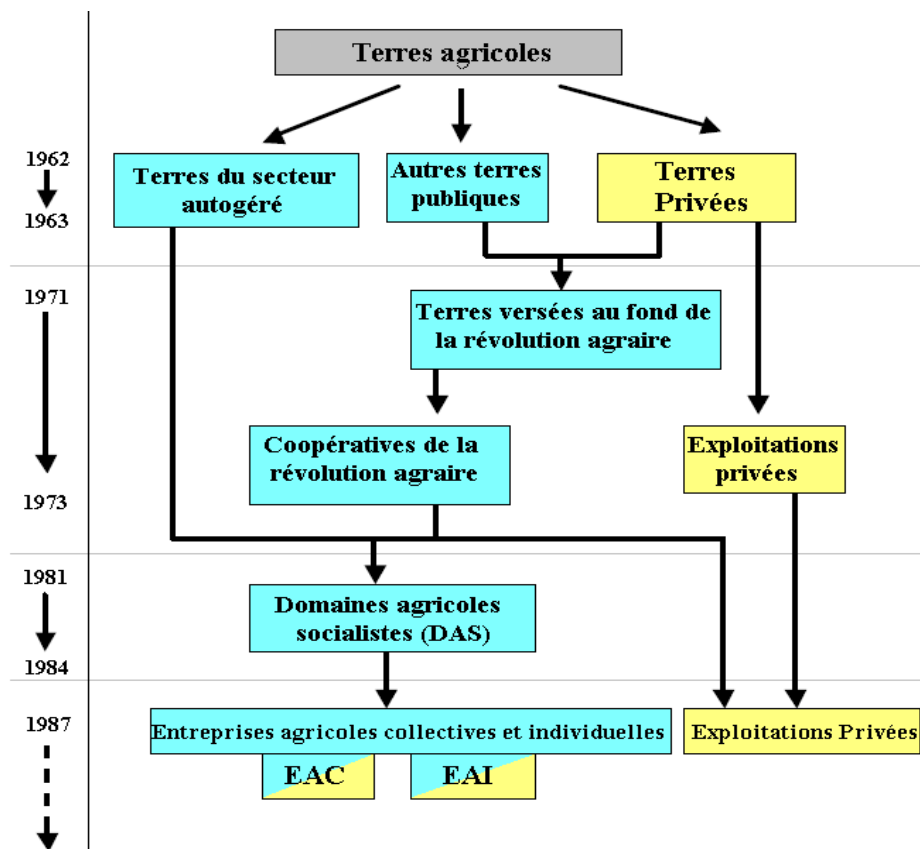 Terres agricoles
1962
1963
Terres du secteur
autogéré
Autres terres
publiques
Terres
Privées
1971
Terres versées au fond de
la révolution agraire
Coopératives de la
révolution agraire
Exploitations
privées
1973
1981
Domaines agricoles
socialistes (DAS)
1984
1987
Entreprises agricoles collectives et individuelles
Exploitations Privées
EAC
EAI